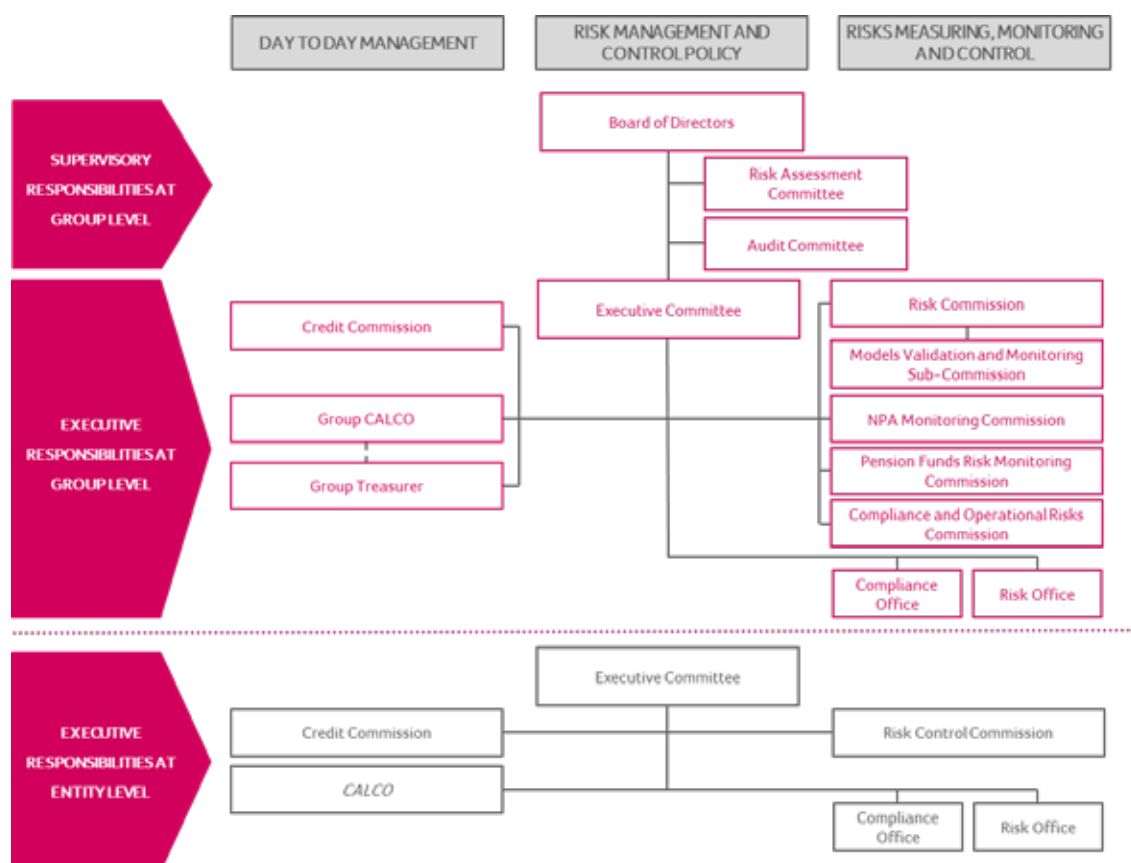 DAY TO DAY MANAGEMENT
RISK MANAGEMENT AND
CONTROL POLICY
RISKS MEASURING, MONITORING
AND CONTROL
SUPERVISORY
RESPONSIBILITIES AT
GROUP LEVEL
Board of Directors
Risk Assessment
Committee
Audit Committee
EXECUTIVE
RESPONSIBILITIES AT
GROUP LEVEL
Credit Commission
Group CALCO
Group Treasurer
Executive Committee
Risk Commission
Models Validation and Monitoring
Sub-Commission
NPA Monitoring Commission
Pension Funds Risk Monitoring
Commission
Compliance and Operational Risks
Commission
Compliance
Office
Risk Office
EXECUTIVE
RESPONSIBILITIES AT
ENTITY LEVEL
Executive Committee
Credit Commission
Risk Control Commission
CALCO
Compliance
Office
Risk Office